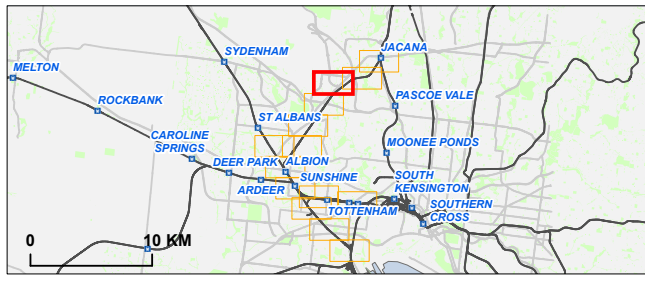 JACANA
SYDENHAM
MELTON
ROCKBANK
PASCOE VALE
ST ALBANS
CAROLINE
SPRINGS
MOONEE PONDS
DEER PARK
ALBION
ARDEER
SUNSHINE
SOUTH
KENSINGTON
TOTTENHAM
SOUTHERN
CROSS
0 10 KM